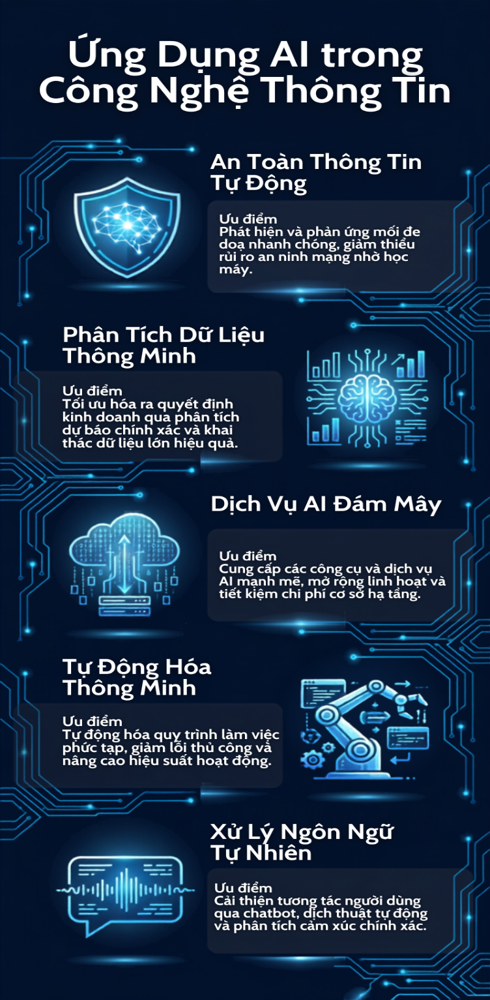 Ứng Dụng AI trong
Công Nghệ Thông Tin
An Toàn Thông Tin
Tự Động
Ưu điểm
Phát hiện và phản ứng mối đe
doạ nhanh chóng, giảm thiểu
rủi ro an ninh mạng nhờ học
máy.
Phân Tích Dữ Liệu
Thông Minh
Ưu điểm
Tối ưu hóa ra quyết định
kinh doanh qua phân tích
dự báo chính xác và khai
thác dữ liệu lớn hiệu quả.
Dịch Vụ AI Đám Mây
Ưu điểm
Cung cấp các công cụ và dịch vụ
AI mạnh mẽ, mở rộng linh hoạt và
tiết kiệm chi phí cơ sở hạ tầng.
Tự Động Hóa
Thông Minh
Ưu điểm
Tự động hóa quy trình làm việc
phức tạp, giảm lỗi thủ công và
nâng cao hiệu suất hoạt động.
Xử Lý Ngôn Ngữ
Tự Nhiên
Ưu điểm
Cải thiện tương tác người dùng
qua chatbot, dịch thuật tự động
và phân tích cảm xúc chính xác.